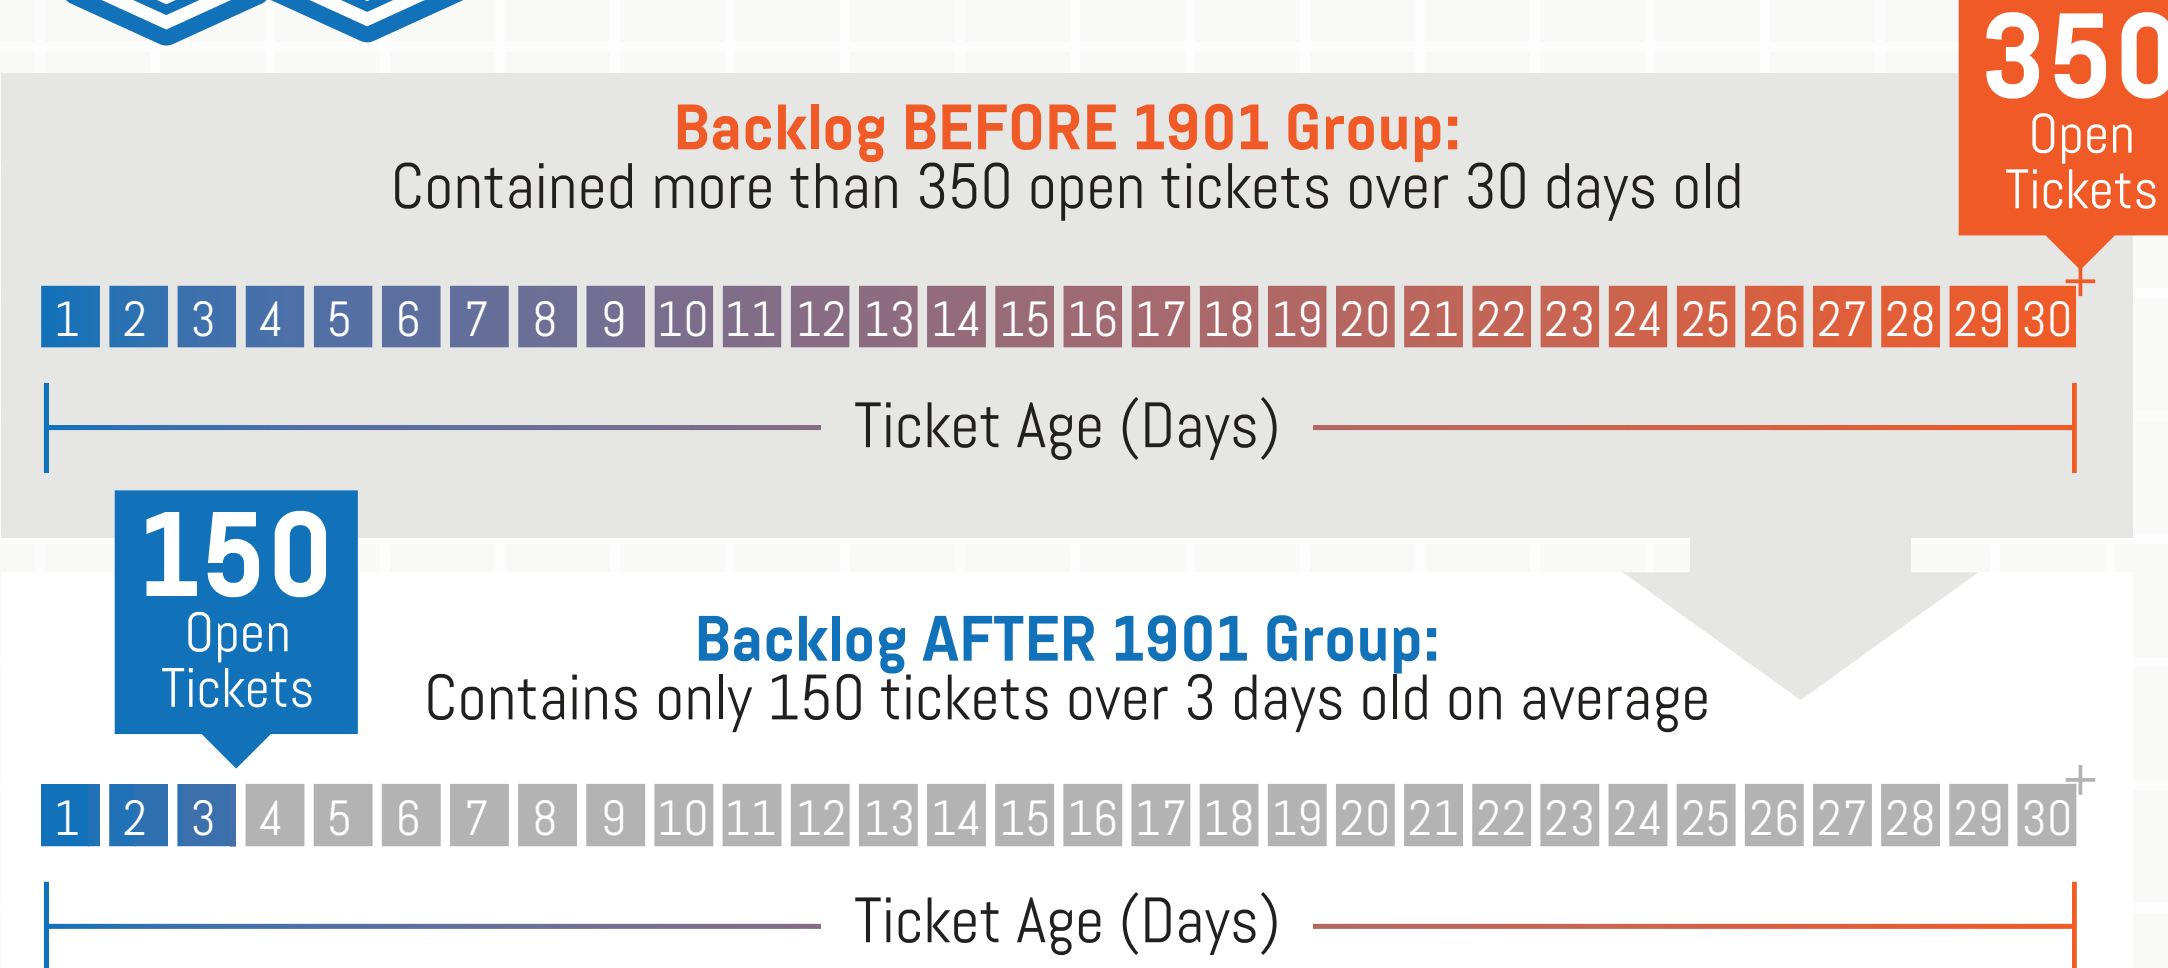 350
Open
Tickets
Backlog BEFORE 1901 Group:
Contained more than 350 open tickets over 30 days old
1 2 3 4 5 6 7 8 9 10 11 12 13 14 15 16 17 18 19 20 21 22 23 24 25 26 27 28 29 30+
Ticket Age (Days)
150
Open
Tickets
Backlog AFTER 1901 Group:
Contains only 150 tickets over 3 days old on average
1 2 3 4 5 6 7 8 9 10 11 12 13 14 15 16 17 18 19 20 21 22 23 24 25 26 27 28 29 30+
Ticket Age (Days)